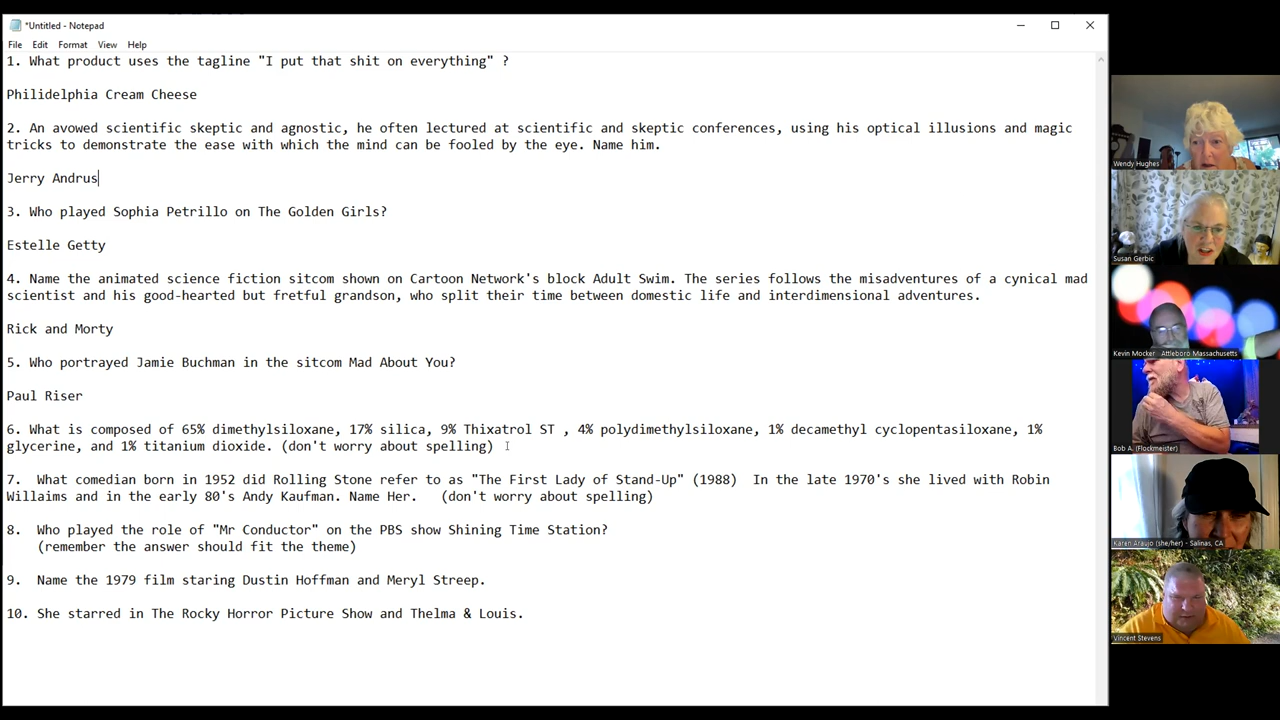 *Untitled - Notepad
File Edit Format View Help
1. What product uses the tagline "I put that shit on everything" ?
Philidelphia Cream Cheese
2. An avowed scientific skeptic and agnostic, he often lectured at scientific and skeptic conferences, using his optical illusions and magic
tricks to demonstrate the ease with which the mind can be fooled by the eye. Name him.
Jerry Andrus
3. Who played Sophia Petrillo on The Golden Girls?
Estelle Getty
4. Name the animated science fiction sitcom shown on Cartoon Network's block Adult Swim. The series follows the misadventures of a cynical mad
scientist and his good-hearted but fretful grandson, who split their time between domestic life and interdimensional adventures.
Rick and Morty
5. Who portrayed Jamie Buchman in the sitcom Mad About You?
Paul Riser
6. What is composed of 65% dimethylsiloxane, 17% silica, 9% Thixatrol ST , 4% polydimethylsiloxane, 1% decamethyl cyclopentasiloxane, 1%
glycerine, and 1% titanium dioxide. (don't worry about spelling)
7. What comedian born in 1952 did Rolling Stone refer to as "The First Lady of Stand-Up" (1988) In the late 1970's she lived with Robin
Willaims and in the early 80's Andy Kaufman. Name Her. (don't worry about spelling)
8. Who played the role of "Mr Conductor" on the PBS show Shining Time Station?
(remember the answer should fit the theme)
9. Name the 1979 film staring Dustin Hoffman and Meryl Streep.
10. She starred in The Rocky Horror Picture Show and Thelma & Louis.
Wendy Hughes
Susan Gerbic
Kevin Mocker Attleboro Massachusetts
Bob A. (Flockmeister)
Karen Araujo (she/her) - Salinas, CA
Vincent Stevens